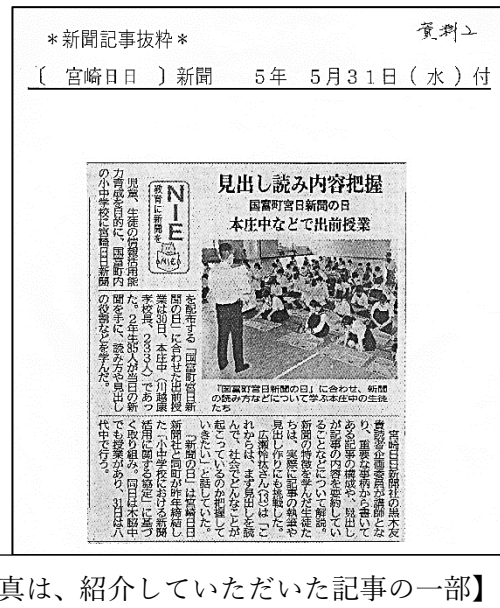 資料2
＊新聞記事抜粋＊
〔 宮崎日日 〕新聞 5年 5月31日（水）付
見出し読み内容把握
国富町宮日新聞の日
本庄中などで出前授業
NIE
教育に新聞を
NIE
児童、生徒の情報活用能
力育成を目的に、国富町内
の小中学校に宮崎日日新聞
を配布する「国富町宮日新
聞の日」に合わせた出前授
業は30日、本庄中（川越康
学校長、233人）であっ
た。2年生85人が当日の新
聞を手に、読み方や見出し
の役割などを学んだ。
「国富町宮日新聞の日」に合わせ、新聞
の読み方などについて学ぶ本庄中の生徒
たち
宮崎日日新聞社の黒木友
貴読者企画委員が講師とな
り、重要な事柄から書いて
ある記事の構成や、見出し
が記事の内容を要約してい
ることなどについて解説。
新聞の特徴を学んだ生徒た
ちは、実際に記事の執筆や
見出し作りにも挑戦した。
広瀬怜抜さん(13)は「こ
れからは、まず見出しを読
んで、社会でどんなことが
起こっているのか把握して
いきたい」と話していた。
「新聞の日」は宮崎日日
新聞社と同町が昨年締結し
た「小中学校における新聞
活用に関する協定」に基づ
く取り組み。同日は木脇中
でも授業があり、31日は八
代中で行う。
真は、紹介していただいた記事の一部】